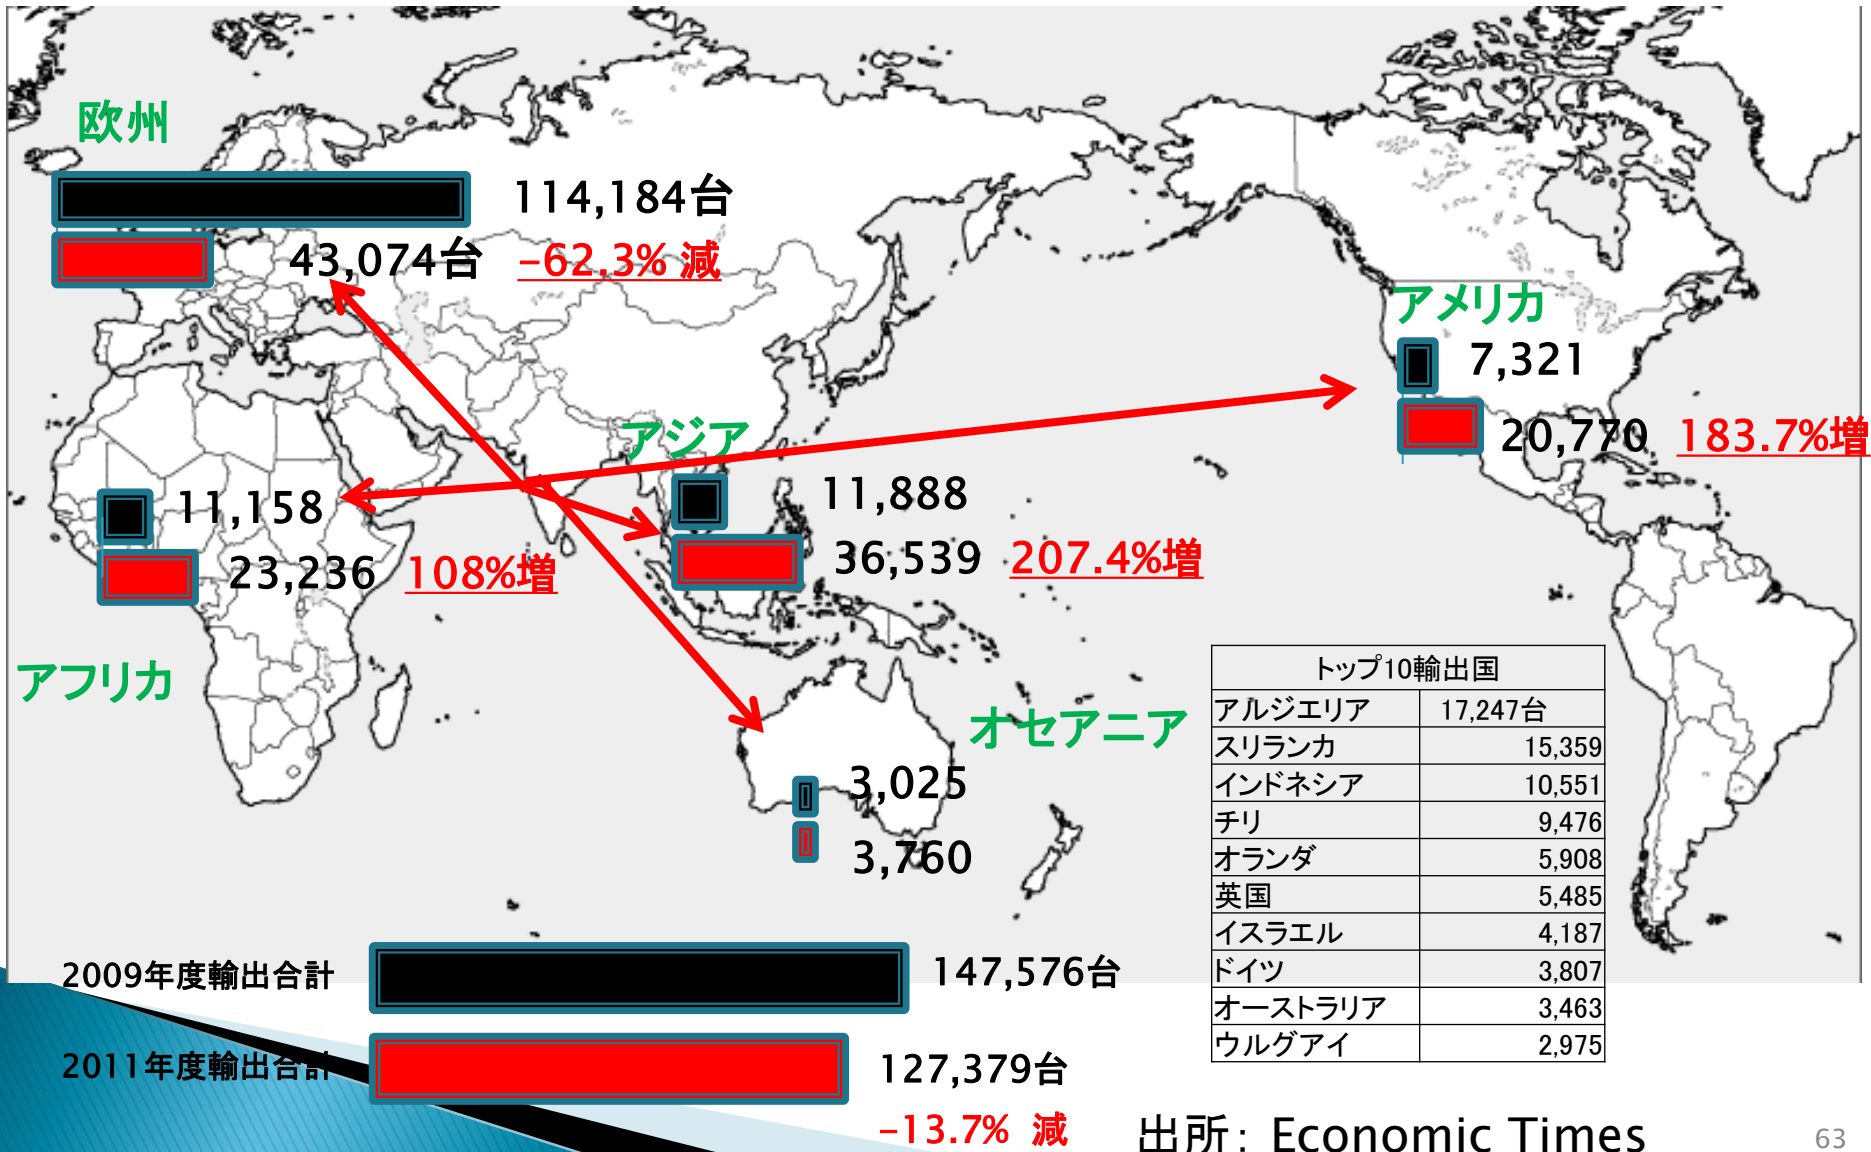 欧州
114,184台
43,074台 -62.3% 減
アメリカ
7,321
20,770 183.7%増
アジア
11,888
36,539 207.4%増
11,158
23,236 108%増
アフリカ
オセアニア
3,025
3,760
トップ10輸出国
アルジェリア 17,247台
スリランカ 15,359
インドネシア 10,551
チリ 9,476
オランダ 5,908
英国 5,485
イスラエル 4,187
ドイツ 3,807
オーストラリア 3,463
ウルグアイ 2,975
2009年度輸出合計 147,576台
2011年度輸出合計 127,379台
-13.7% 減
出所: Economic Times
63